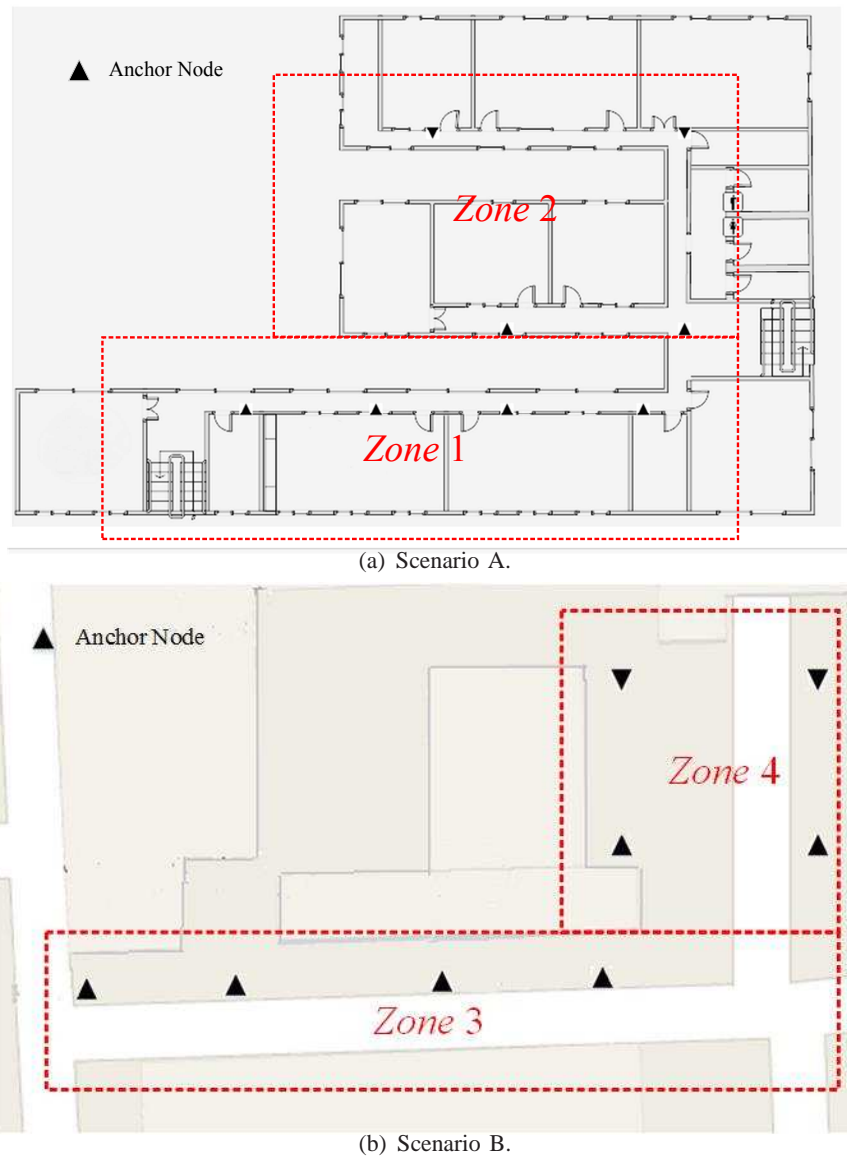 Anchor Node
Zone 2
Zone 1
(a) Scenario A.
Anchor Node
Zone 4
Zone 3
(b) Scenario B.